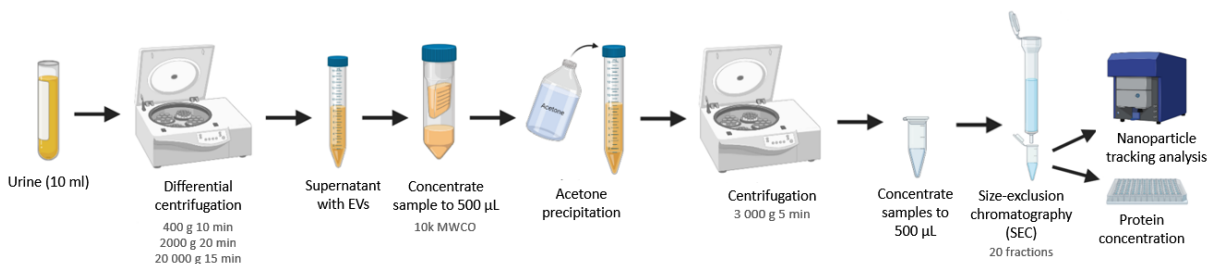 Urine (10 ml)
Differential
centrifugation
400 g 10 min
2000 g 20 min
20 000 g 15 min
Supernatant
with EVs
Concentrate
sample to 500 µL
10k MWCO
Acetone
Acetone
precipitation
Centrifugation
3 000 g 5 min
Concentrate
samples to
500 µL
Size-exclusion
chromatography
(SEC)
20 fractions
Nanoparticle
tracking analysis
Protein
concentration